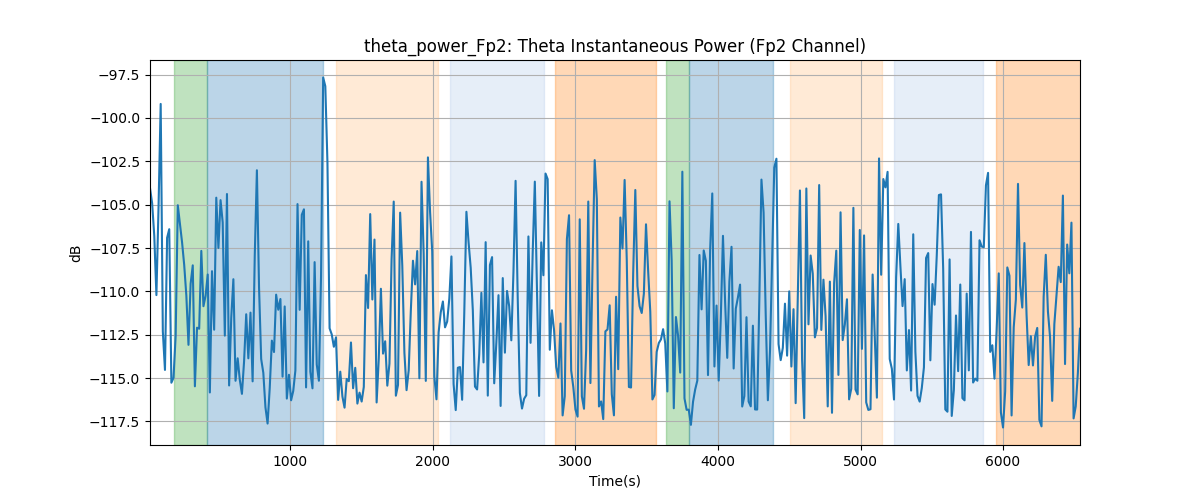 theta_power_Fp2: Theta Instantaneous Power (Fp2 Channel)
−97.5
−100.0
−102.5
−105.0
−107.5
−110.0
−112.5
−115.0
−117.5
dB
1000 2000 3000 4000 5000 6000
Time(s)